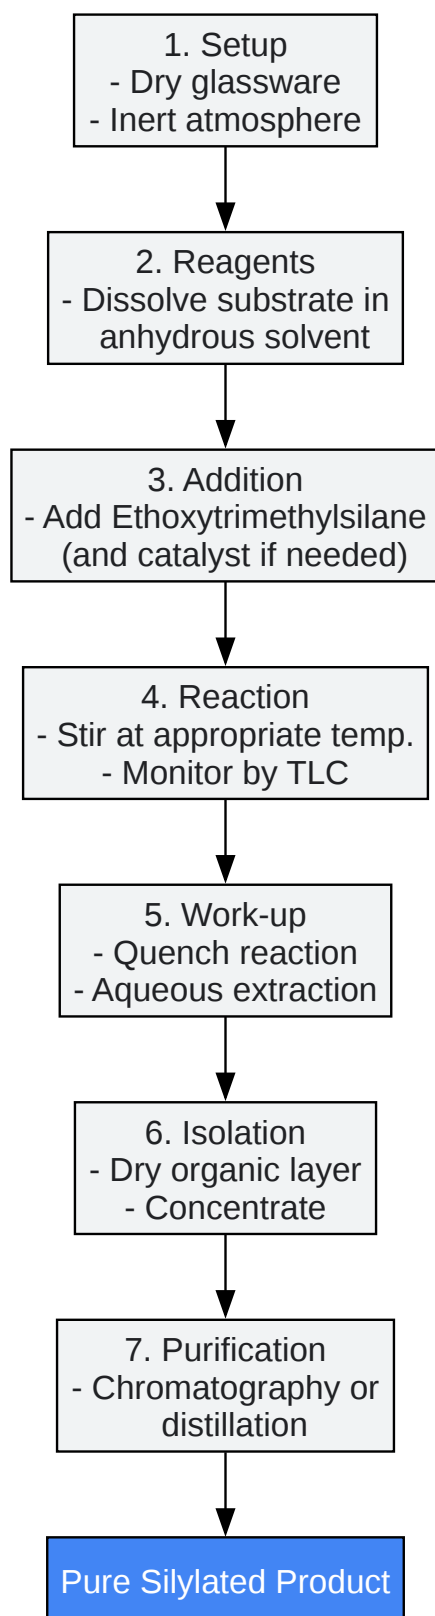 1. Setup
- Dry glassware
- Inert atmosphere
2. Reagents
- Dissolve substrate in
anhydrous solvent
3. Addition
- Add Ethoxytrimethylsilane
(and catalyst if needed)
4. Reaction
- Stir at appropriate temp.
- Monitor by TLC
5. Work-up
- Quench reaction
- Aqueous extraction
6. Isolation
- Dry organic layer
- Concentrate
7. Purification
- Chromatography or
distillation
Pure Silylated Product